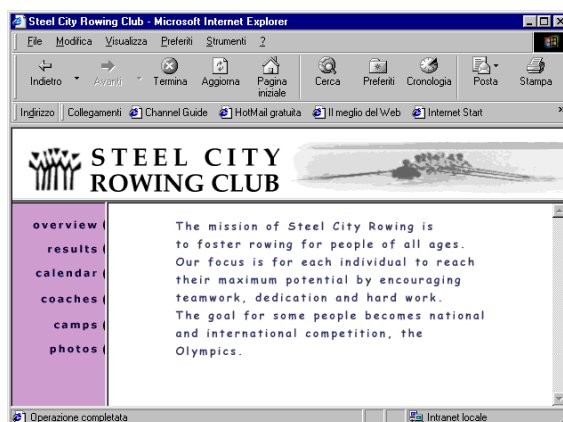 Steel City Rowing Club - Microsoft Internet Explorer
File Modifica Visualizza Preferiti Strumenti ?
Indietro Avanti Termina Aggiorna Pagina iniziale Cerca Preferiti Cronologia Posta Stampa
Indirizzo Collegamenti Channel Guide HotMail gratuita Il meglio del Web Internet Start »
STEEL CITY
ROWING CLUB
overview
results
calendar
coaches
camps
photos
The mission of Steel City Rowing is
to foster rowing for people of all ages.
Our focus is for each individual to reach
their maximum potential by encouraging
teamwork, dedication and hard work.
The goal for some people becomes national
and international competition, the
Olympics.
Operazione completata Intranet locale